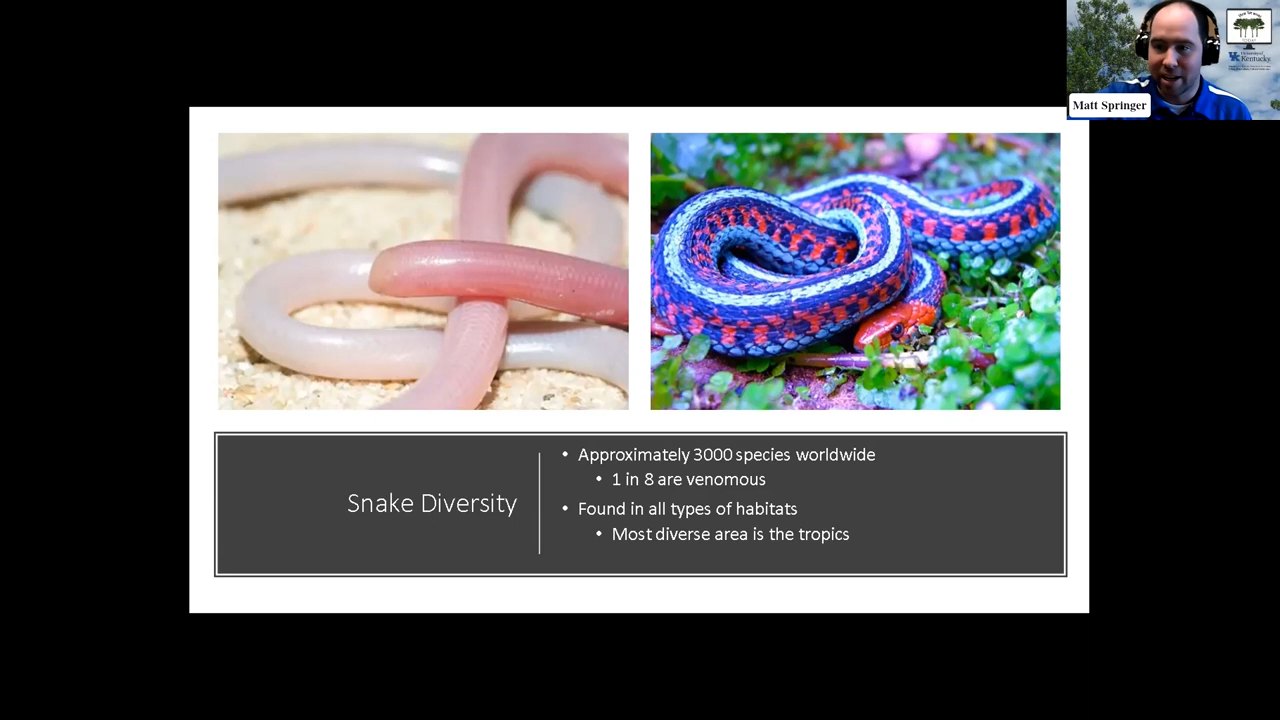 Kentucky
Matt Springer
Snake Diversity
• Approximately 3000 species worldwide
• 1 in 8 are venomous
• Found in all types of habitats
• Most diverse area is the tropics